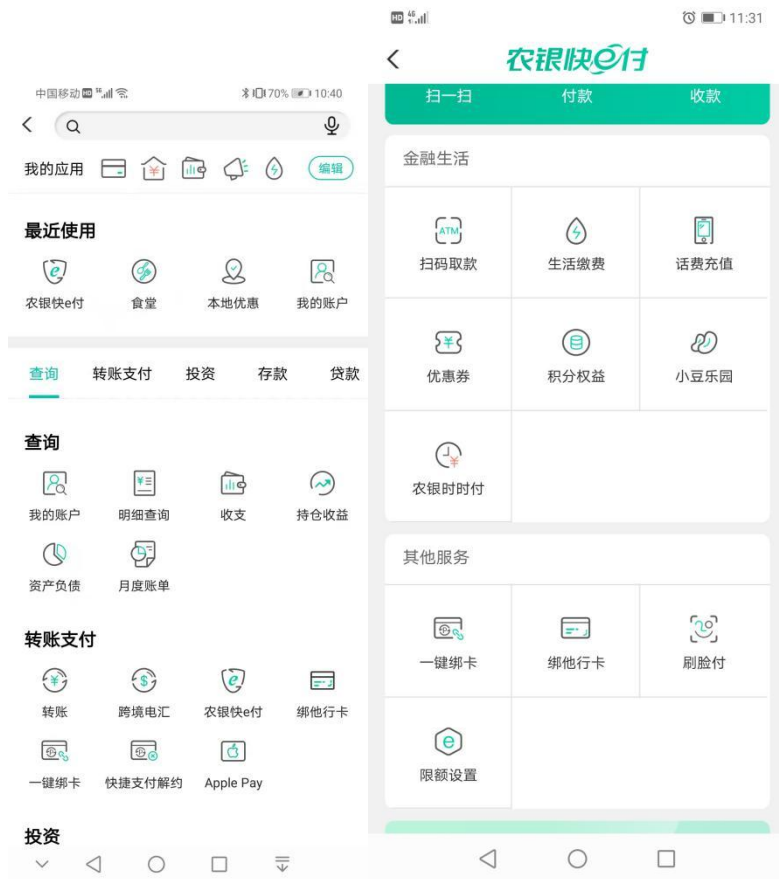 中国移动 HD 70% 10:40
我的应用 编辑
最近使用
农银快e付 食堂 本地优惠 我的账户
查询 转账支付 投资 存款 贷款
查询
我的账户 明细查询 收支 持仓收益
资产负债 月度账单
转账支付
转账 跨境电汇 农银快e付 绑他行卡
一键绑卡 快捷支付解约 Apple Pay
投资
HD 46 11:31
农银快e付
扫一扫 付款 收款
金融生活
ATM
扫码取款 生活缴费 话费充值
优惠券 积分权益 小豆乐园
农银时时付
其他服务
一键绑卡 绑他行卡 刷脸付
限额设置